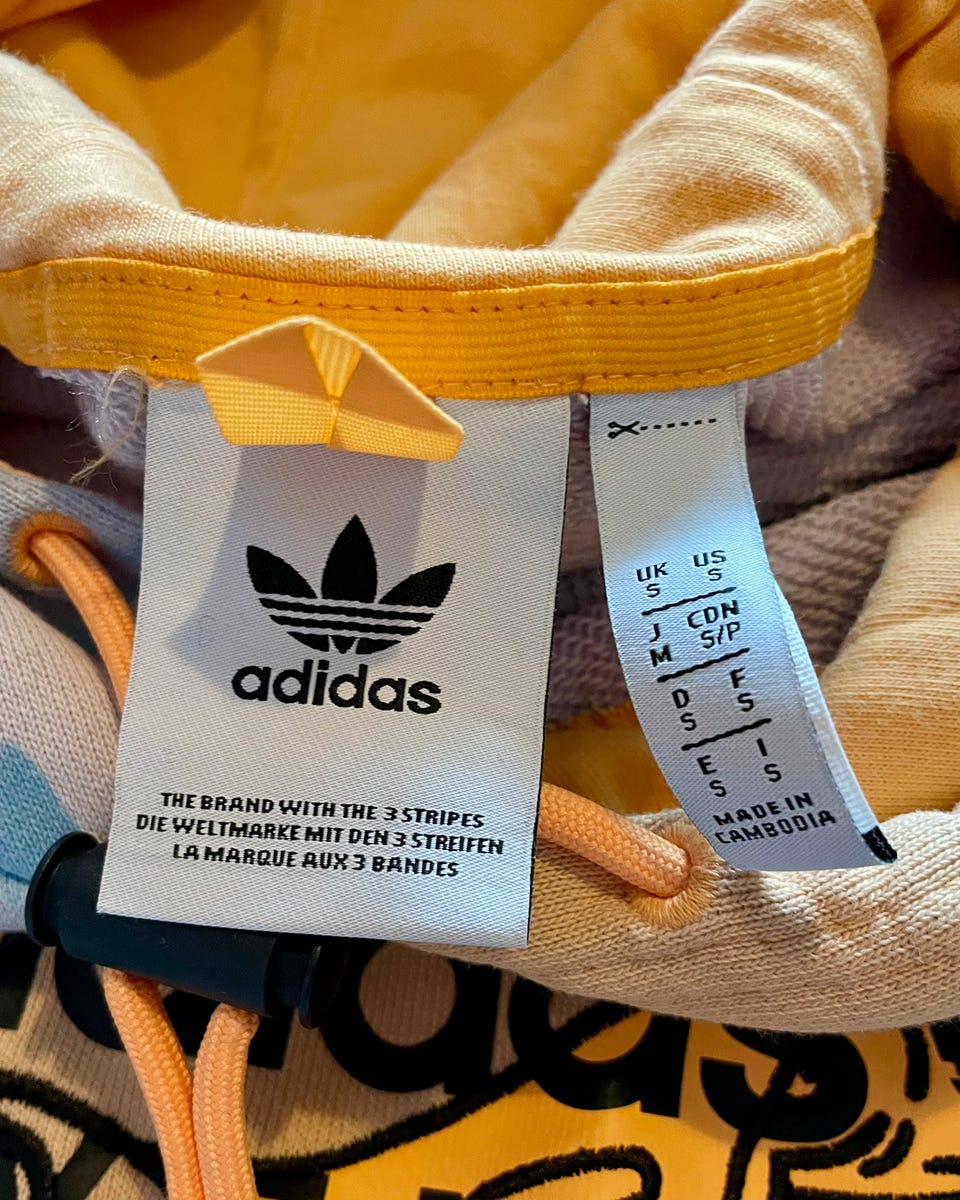 adidas
THE BRAND WITH THE 3 STRIPES
DIE WELTMARKE MIT DEN 3 STREIFEN
LA MARQUE AUX 3 BANDES
UK US
S S
J CDN
M S/P
D F
S S
E I
S S
MADE IN
CAMBODIA
adidas